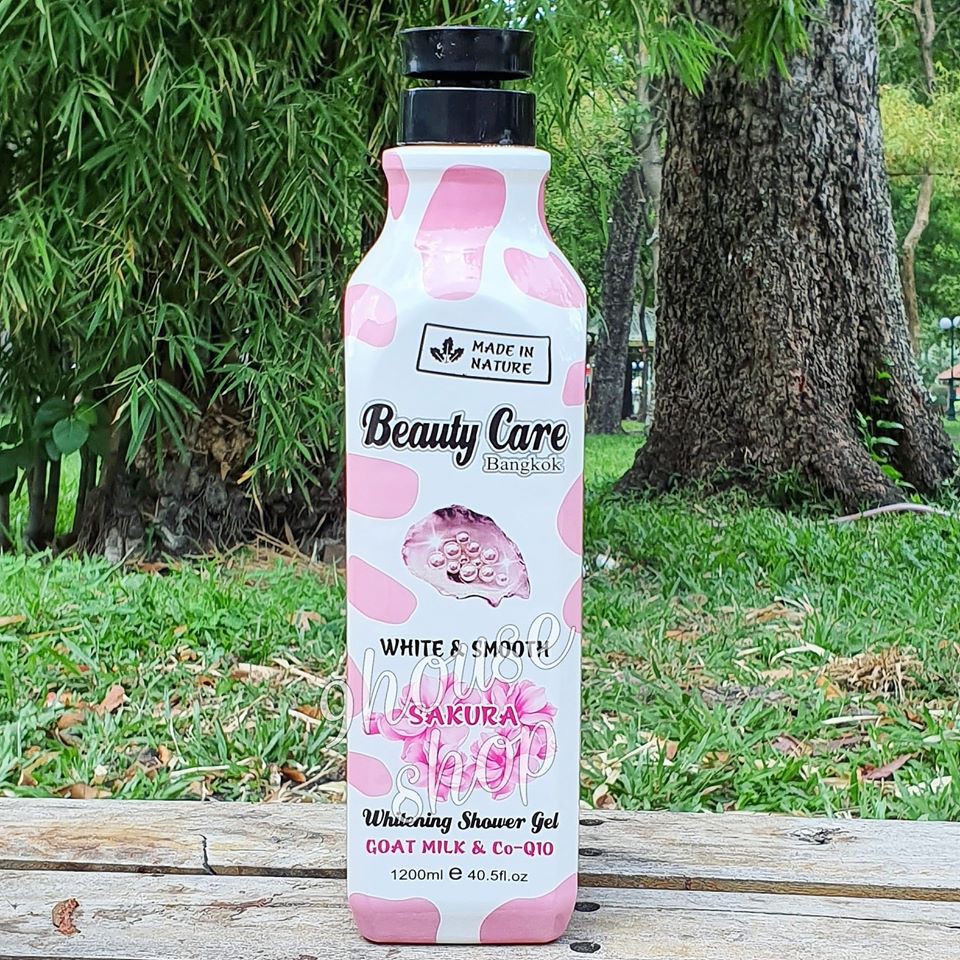 MADE IN
NATURE
Beauty Care
Bangkok
WHITE & SMOOTH
9house
SAKURA
shop
Whitening Shower Gel
GOAT MILK & Co-Q10
1200ml e 40.5fl.oz